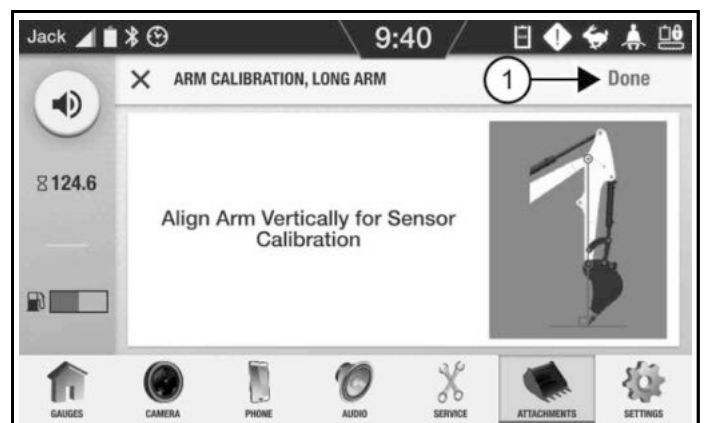 Jack 9:40
ARM CALIBRATION, LONG ARM
1
Done
124.6
Align Arm Vertically for Sensor
Calibration
GAUGES CAMERA PHONE AUDIO SERVICE ATTACHMENTS SETTINGS